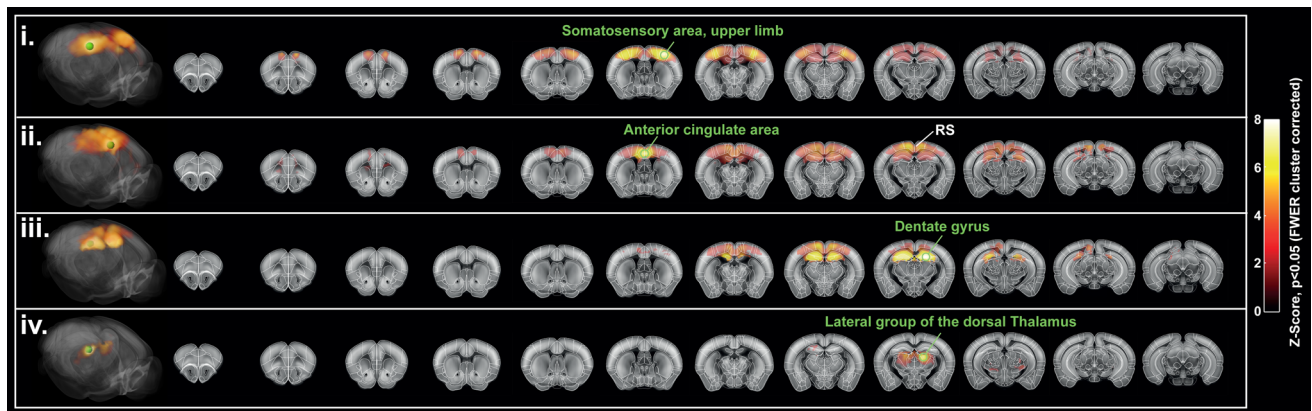 i.
Somatosensory area, upper limb
ii.
Anterior cingulate area
RS
iii.
Dentate gyrus
iv.
Lateral group of the dorsal Thalamus
8
6
4
2
0
Z-Score, p<0.05 (FWER cluster corrected)